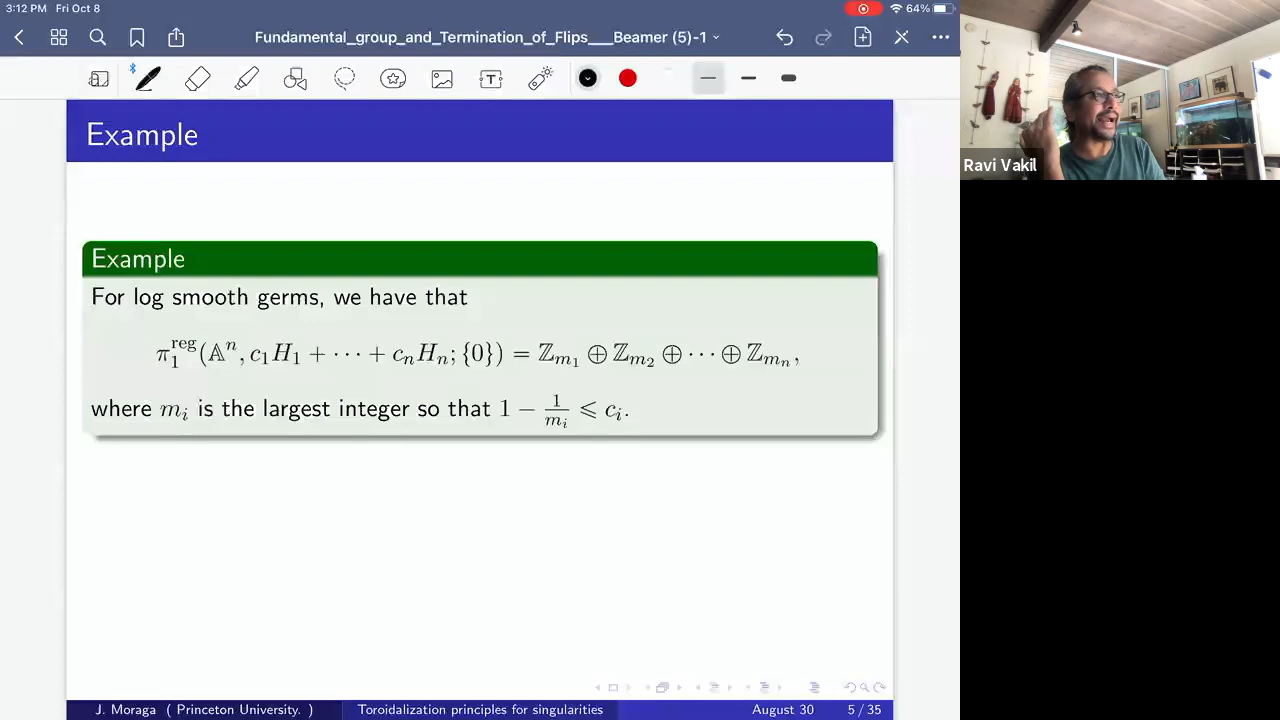 3:12 PM Fri Oct 8
64%
Fundamental_group_and_Termination_of_Flips___Beamer (5)-1
Ravi Vakil
Example
Example
For log smooth germs, we have that
π₁^reg(𝔸ⁿ, c₁H₁ + ⋯ + cₙHₙ; {0}) = ℤ_{m₁} ⊕ ℤ_{m₂} ⊕ ⋯ ⊕ ℤ_{mₙ},
where mᵢ is the largest integer so that 1 − 1/mᵢ ⩽ cᵢ.
J. Moraga ( Princeton University. )
Toroidalization principles for singularities
August 30
5 / 35